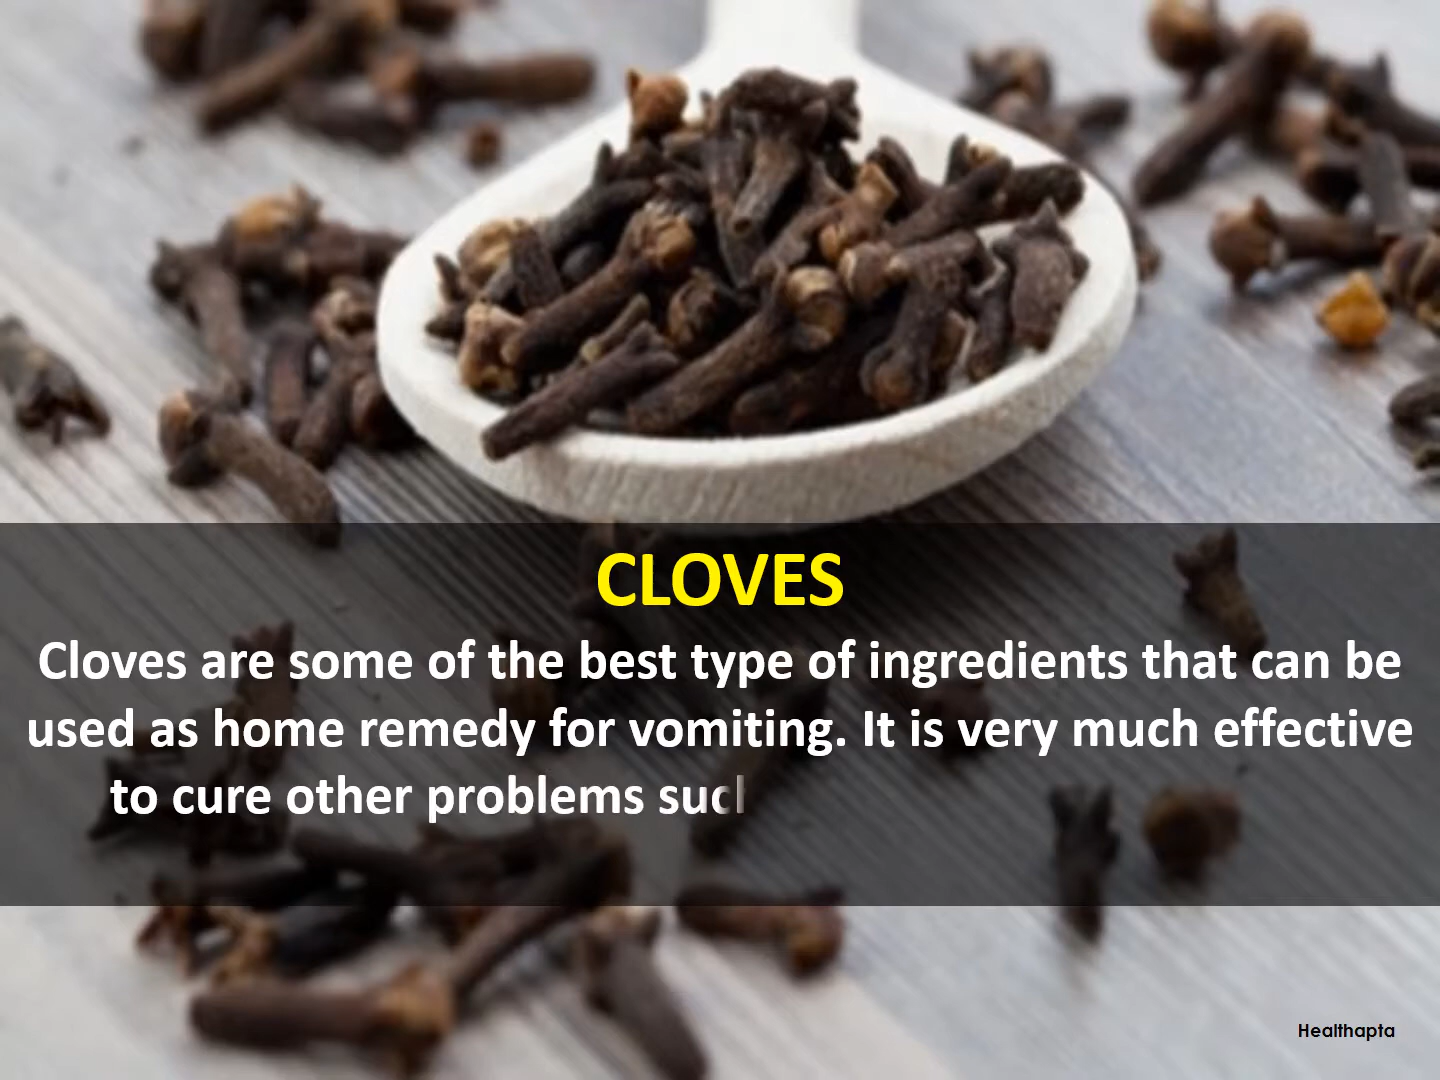 CLOVES
Cloves are some of the best type of ingredients that can be
used as home remedy for vomiting. It is very much effective
to cure other problems such
Healthapta